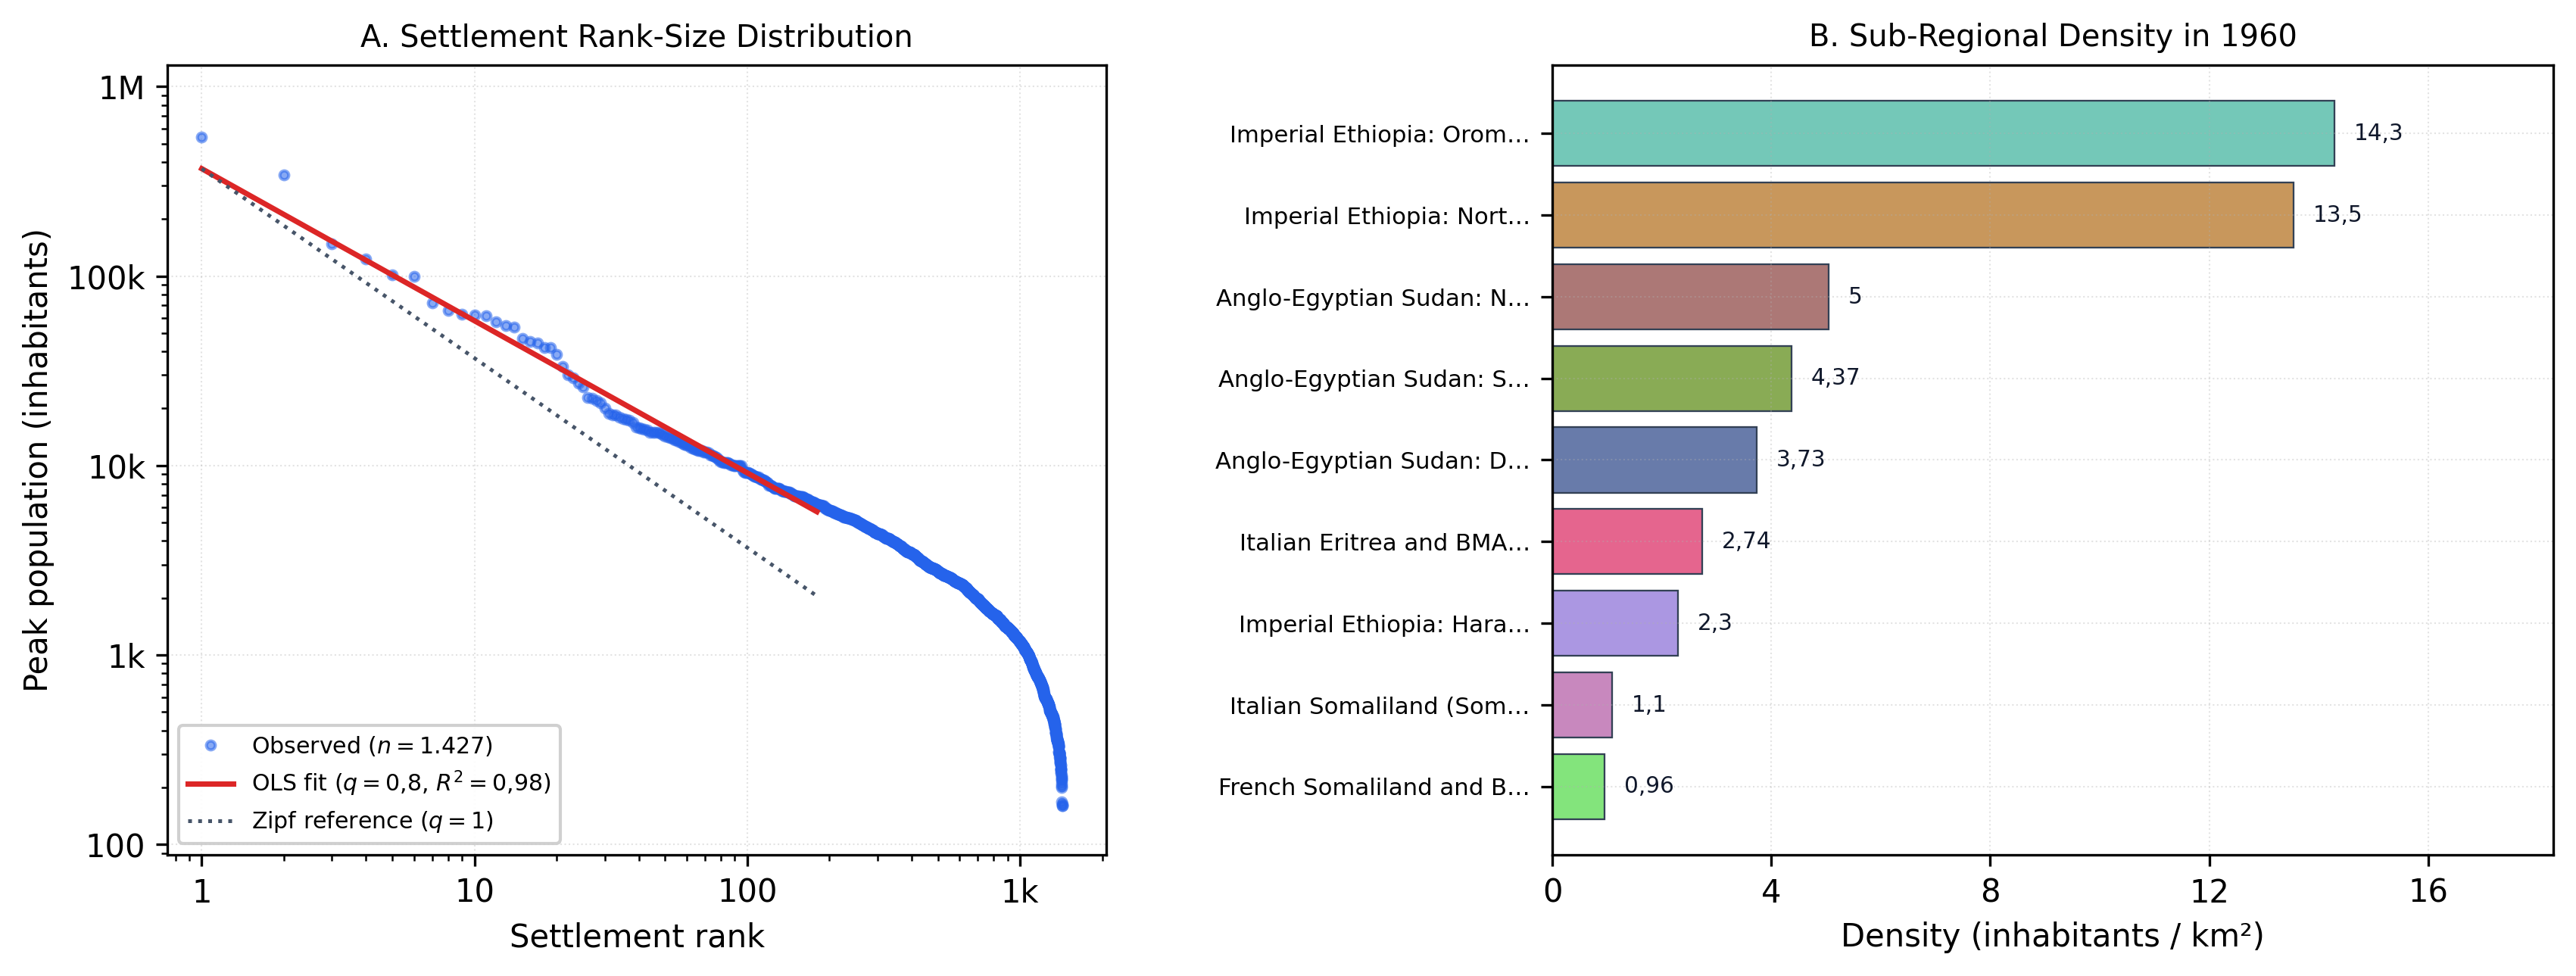 A. Settlement Rank-Size Distribution
Peak population (inhabitants)
1M
100k
10k
1k
100
Observed (n = 1.427)
OLS fit (q = 0,8, R² = 0,98)
Zipf reference (q = 1)
1 10 100 1k
Settlement rank
B. Sub-Regional Density in 1960
Imperial Ethiopia: Orom... 14,3
Imperial Ethiopia: Nort... 13,5
Anglo-Egyptian Sudan: N... 5
Anglo-Egyptian Sudan: S... 4,37
Anglo-Egyptian Sudan: D... 3,73
Italian Eritrea and BMA... 2,74
Imperial Ethiopia: Hara... 2,3
Italian Somaliland (Som... 1,1
French Somaliland and B... 0,96
0 4 8 12 16
Density (inhabitants / km²)